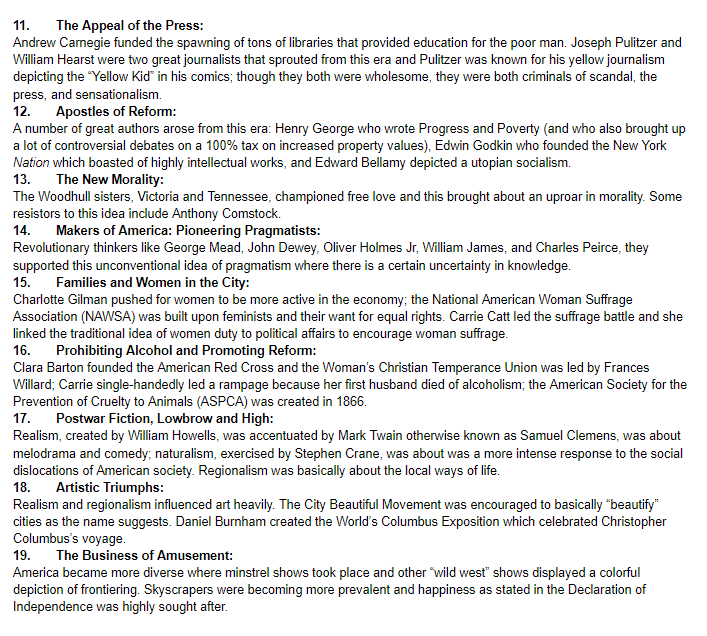 11. The Appeal of the Press:
Andrew Carnegie funded the spawning of tons of libraries that provided education for the poor man. Joseph Pulitzer and
William Hearst were two great journalists that sprouted from this era and Pulitzer was known for his yellow journalism
depicting the “Yellow Kid” in his comics; though they both were wholesome, they were both criminals of scandal, the
press, and sensationalism.
12. Apostles of Reform:
A number of great authors arose from this era: Henry George who wrote Progress and Poverty (and who also brought up
a lot of controversial debates on a 100% tax on increased property values), Edwin Godkin who founded the New York
Nation which boasted of highly intellectual works, and Edward Bellamy depicted a utopian socialism.
13. The New Morality:
The Woodhull sisters, Victoria and Tennessee, championed free love and this brought about an uproar in morality. Some
resistors to this idea include Anthony Comstock.
14. Makers of America: Pioneering Pragmatists:
Revolutionary thinkers like George Mead, John Dewey, Oliver Holmes Jr, William James, and Charles Peirce, they
supported this unconventional idea of pragmatism where there is a certain uncertainty in knowledge.
15. Families and Women in the City:
Charlotte Gilman pushed for women to be more active in the economy; the National American Woman Suffrage
Association (NAWSA) was built upon feminists and their want for equal rights. Carrie Catt led the suffrage battle and she
linked the traditional idea of women duty to political affairs to encourage woman suffrage.
16. Prohibiting Alcohol and Promoting Reform:
Clara Barton founded the American Red Cross and the Woman’s Christian Temperance Union was led by Frances
Willard; Carrie single-handedly led a rampage because her first husband died of alcoholism; the American Society for the
Prevention of Cruelty to Animals (ASPCA) was created in 1866.
17. Postwar Fiction, Lowbrow and High:
Realism, created by William Howells, was accentuated by Mark Twain otherwise known as Samuel Clemens, was about
melodrama and comedy; naturalism, exercised by Stephen Crane, was about was a more intense response to the social
dislocations of American society. Regionalism was basically about the local ways of life.
18. Artistic Triumphs:
Realism and regionalism influenced art heavily. The City Beautiful Movement was encouraged to basically “beautify”
cities as the name suggests. Daniel Burnham created the World’s Columbus Exposition which celebrated Christopher
Columbus’s voyage.
19. The Business of Amusement:
America became more diverse where minstrel shows took place and other “wild west” shows displayed a colorful
depiction of frontiering. Skyscrapers were becoming more prevalent and happiness as stated in the Declaration of
Independence was highly sought after.